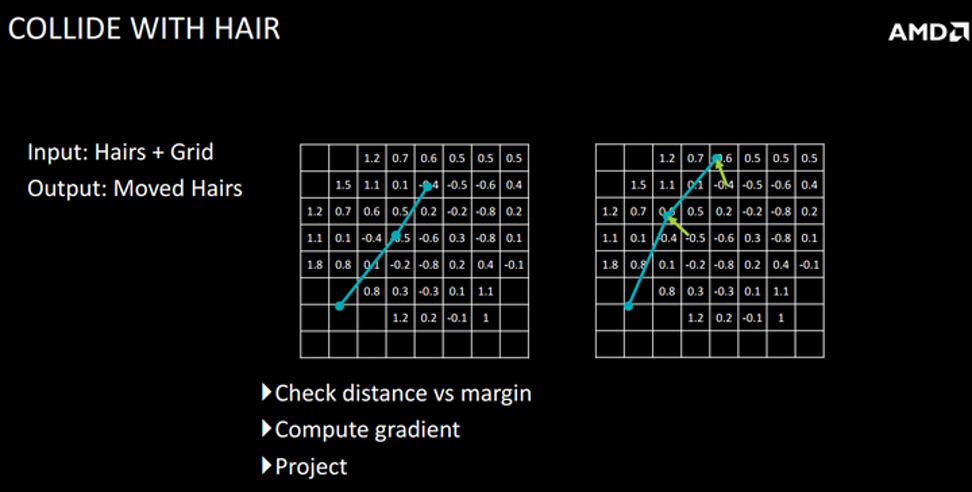 COLLIDE WITH HAIR
AMD
Input: Hairs + Grid
Output: Moved Hairs
1.2 0.7 0.6 0.5 0.5 0.5
1.5 1.1 0.1 -0.4 -0.5 -0.6 0.4
1.2 0.7 0.6 0.5 0.2 -0.2 -0.8 0.2
1.1 0.1 -0.4 -0.5 -0.6 0.3 -0.8 0.1
1.8 0.8 0.1 -0.2 -0.8 0.2 0.4 -0.1
0.8 0.3 -0.3 0.1 1.1
1.2 0.2 -0.1 1
1.2 0.7 0.6 0.5 0.5 0.5
1.5 1.1 0.1 -0.4 -0.5 -0.6 0.4
1.2 0.7 0.6 0.5 0.2 -0.2 -0.8 0.2
1.1 0.1 -0.4 -0.5 -0.6 0.3 -0.8 0.1
1.8 0.8 0.1 -0.2 -0.8 0.2 0.4 -0.1
0.8 0.3 -0.3 0.1 1.1
1.2 0.2 -0.1 1
Check distance vs margin
Compute gradient
Project